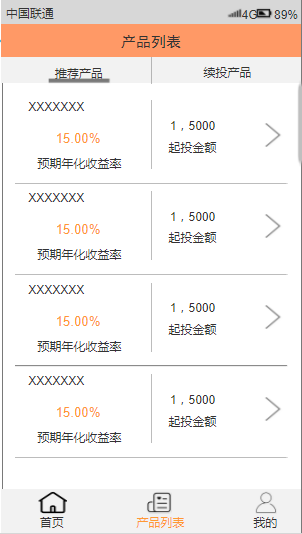 中国联通 4G 89%
产品列表
推荐产品 续投产品
XXXXXXX
15.00%
预期年化收益率
1，5000
起投金额
XXXXXXX
15.00%
预期年化收益率
1，5000
起投金额
XXXXXXX
15.00%
预期年化收益率
1，5000
起投金额
XXXXXXX
15.00%
预期年化收益率
1，5000
起投金额
首页 产品列表 我的